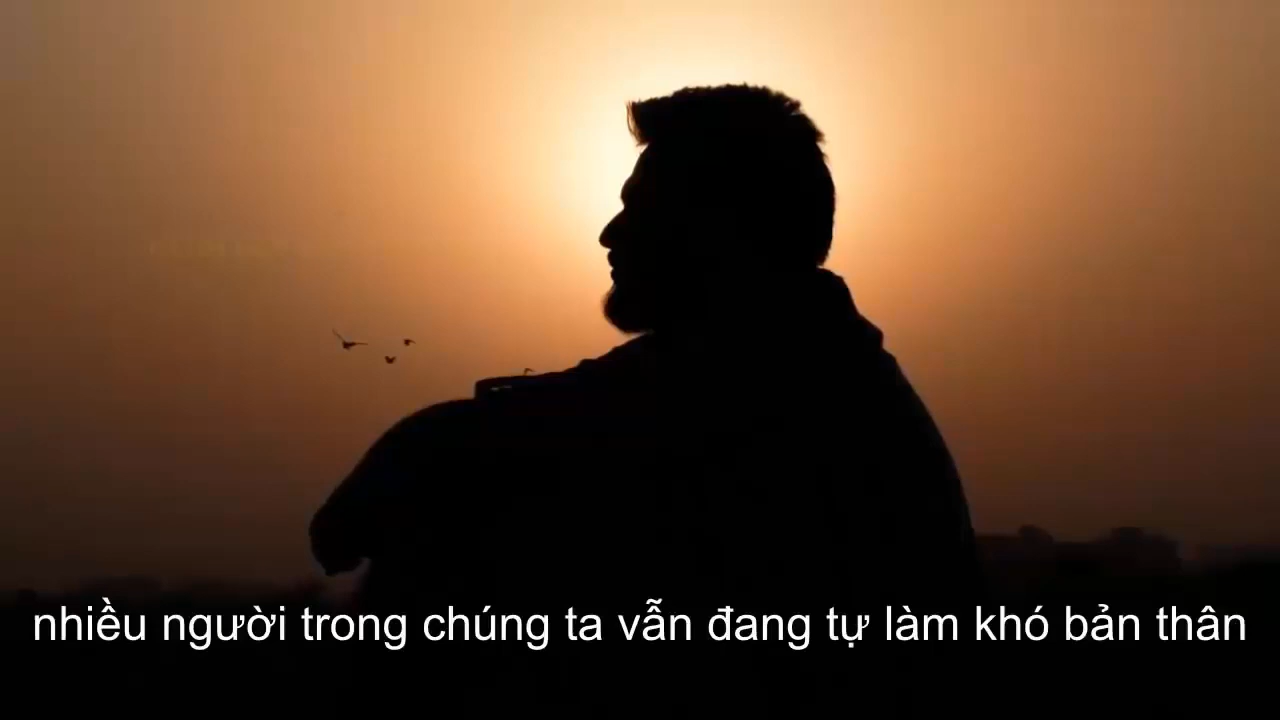 nhiều người trong chúng ta vẫn đang tự làm khó bản thân